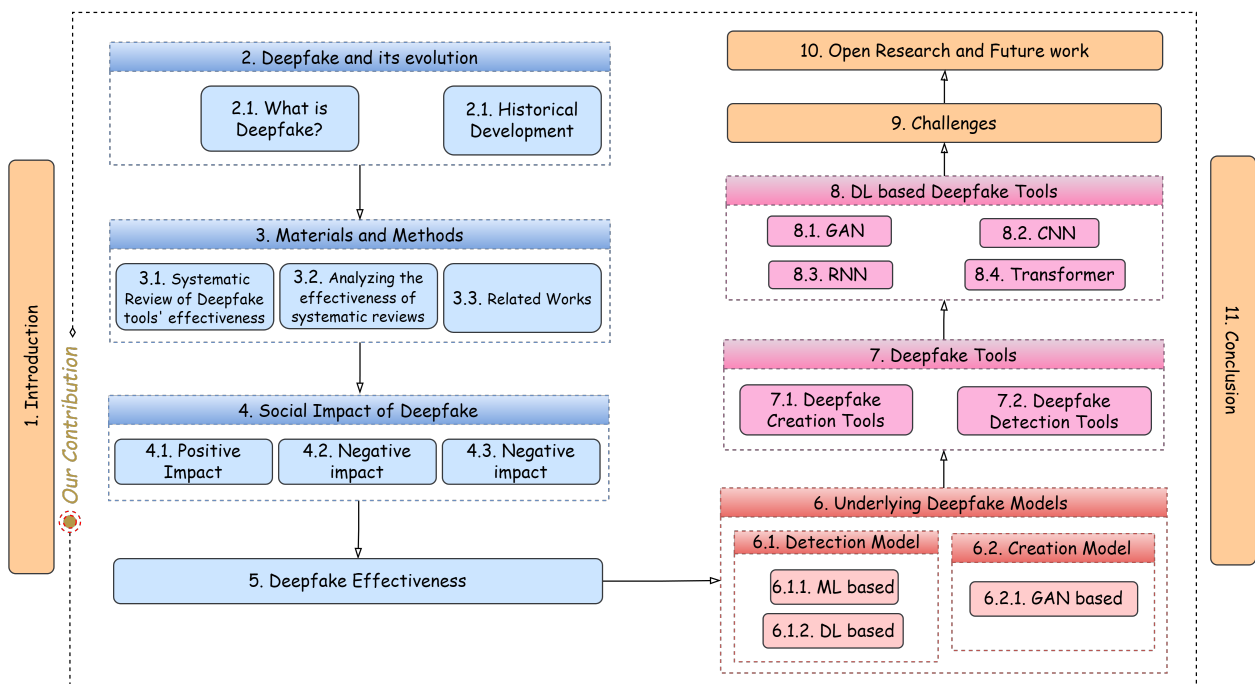 1. Introduction
Our Contribution
2. Deepfake and its evolution
2.1. What is
Deepfake?
2.1. Historical
Development
3. Materials and Methods
3.1. Systematic
Review of Deepfake
tools' effectiveness
3.2. Analyzing the
effectiveness of
systematic reviews
3.3. Related Works
4. Social Impact of Deepfake
4.1. Positive
Impact
4.2. Negative
impact
4.3. Negative
impact
5. Deepfake Effectiveness
6. Underlying Deepfake Models
6.1. Detection Model
6.1.1. ML based
6.1.2. DL based
6.2. Creation Model
6.2.1. GAN based
7. Deepfake Tools
7.1. Deepfake
Creation Tools
7.2. Deepfake
Detection Tools
8. DL based Deepfake Tools
8.1. GAN
8.2. CNN
8.3. RNN
8.4. Transformer
9. Challenges
10. Open Research and Future work
11. Conclusion